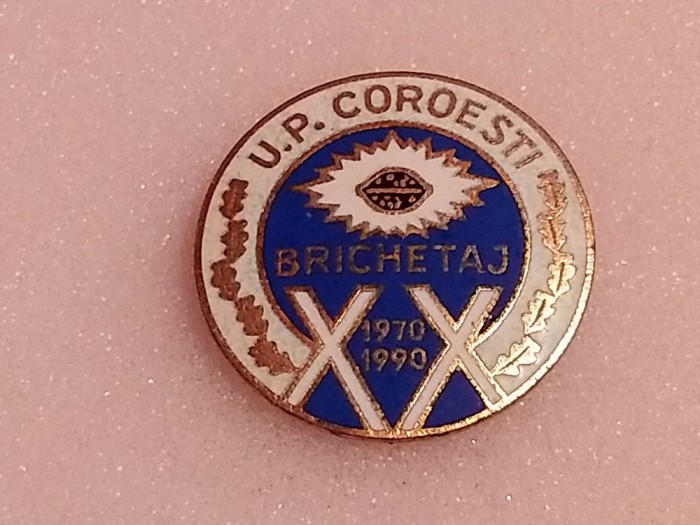 U.P. COROESTI
BRICHETAJ
XX
1970
1990